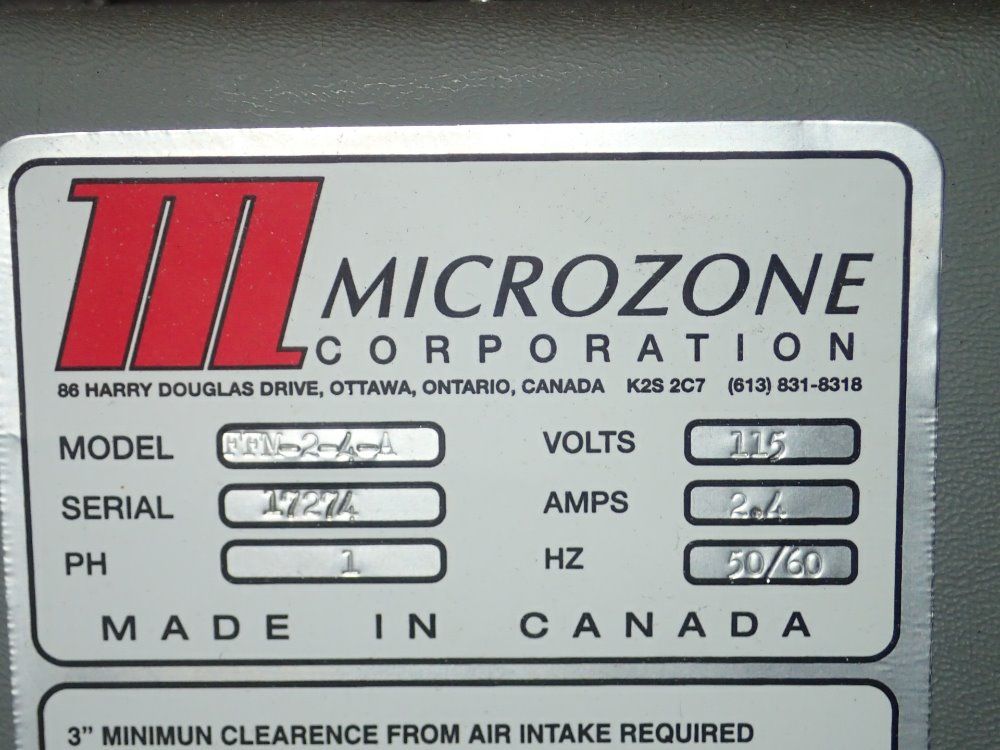 MICROZONE
CORPORATION
86 HARRY DOUGLAS DRIVE, OTTAWA, ONTARIO, CANADA K2S 2C7 (613) 831-8318
MODEL VOLTS 115
SERIAL 17274 AMPS 2.4
PH 1 HZ 50/60
MADE IN CANADA
3" MINIMUN CLEARENCE FROM AIR INTAKE REQUIRED